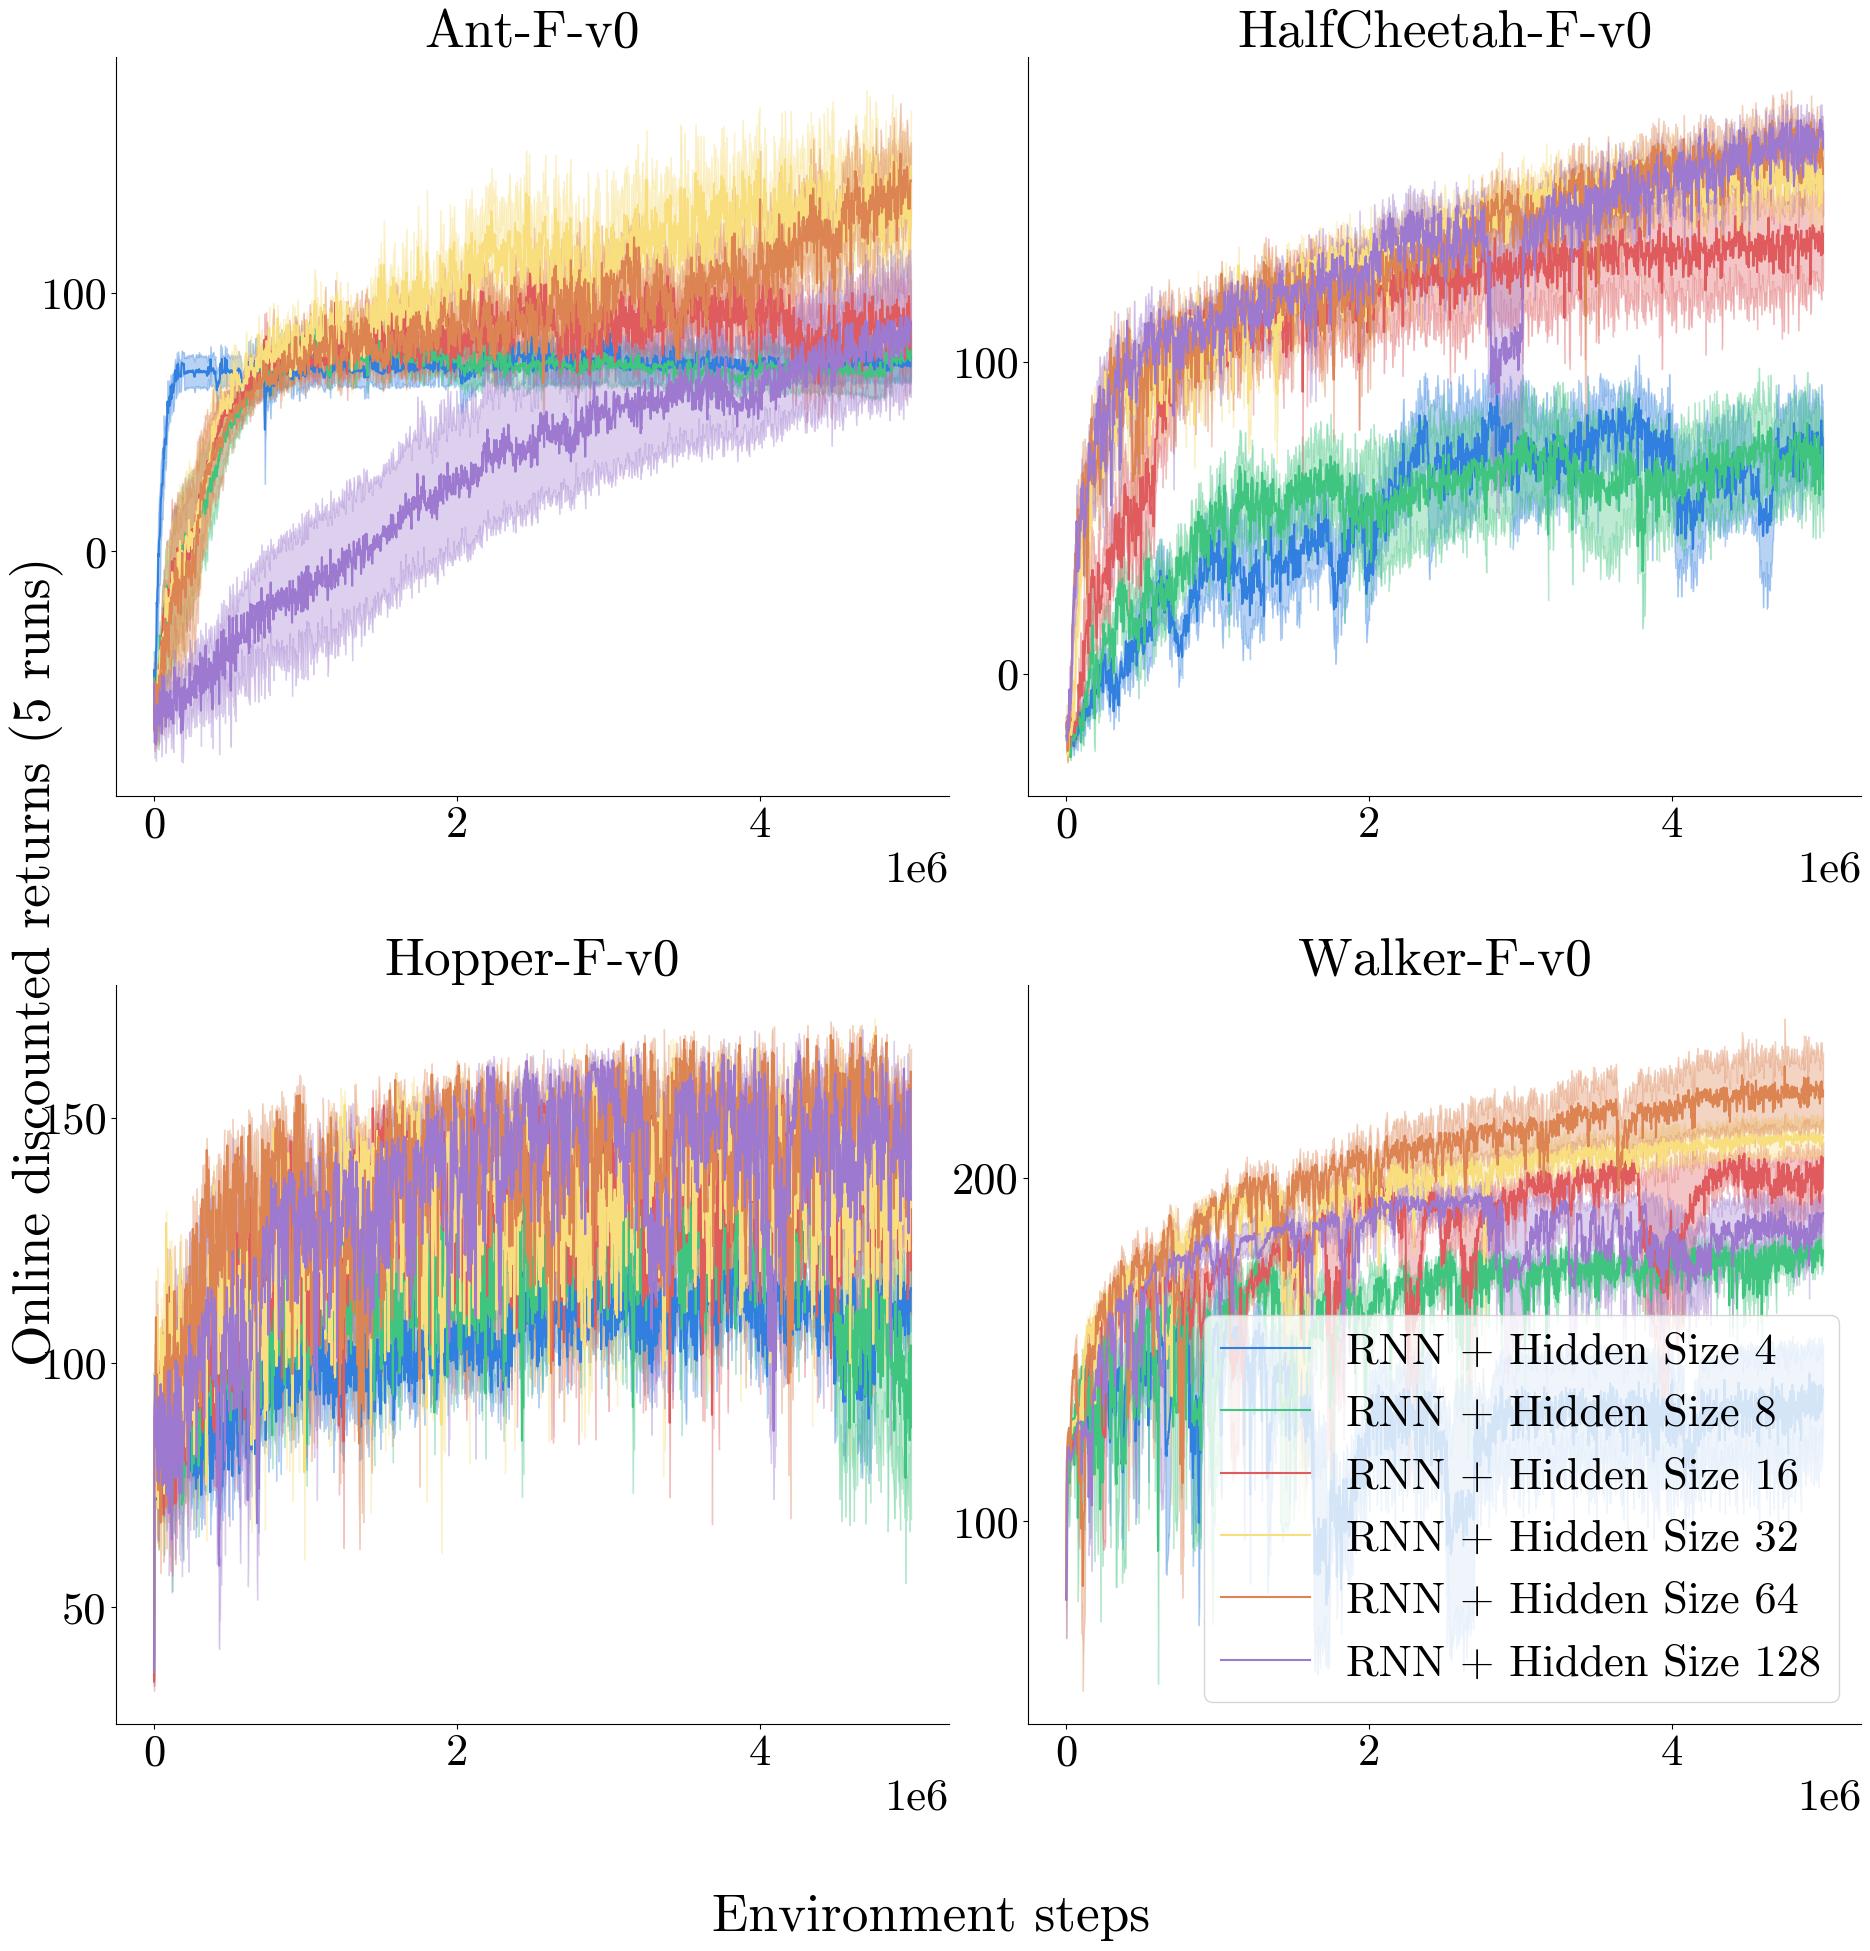 Ant-F-v0
HalfCheetah-F-v0
100
0
0
2
4
1e6
100
0
0
2
4
1e6
Online discounted returns (5 runs)
Hopper-F-v0
Walker-F-v0
150
100
50
0
2
4
1e6
200
100
0
2
4
1e6
RNN + Hidden Size 4
RNN + Hidden Size 8
RNN + Hidden Size 16
RNN + Hidden Size 32
RNN + Hidden Size 64
RNN + Hidden Size 128
Environment steps